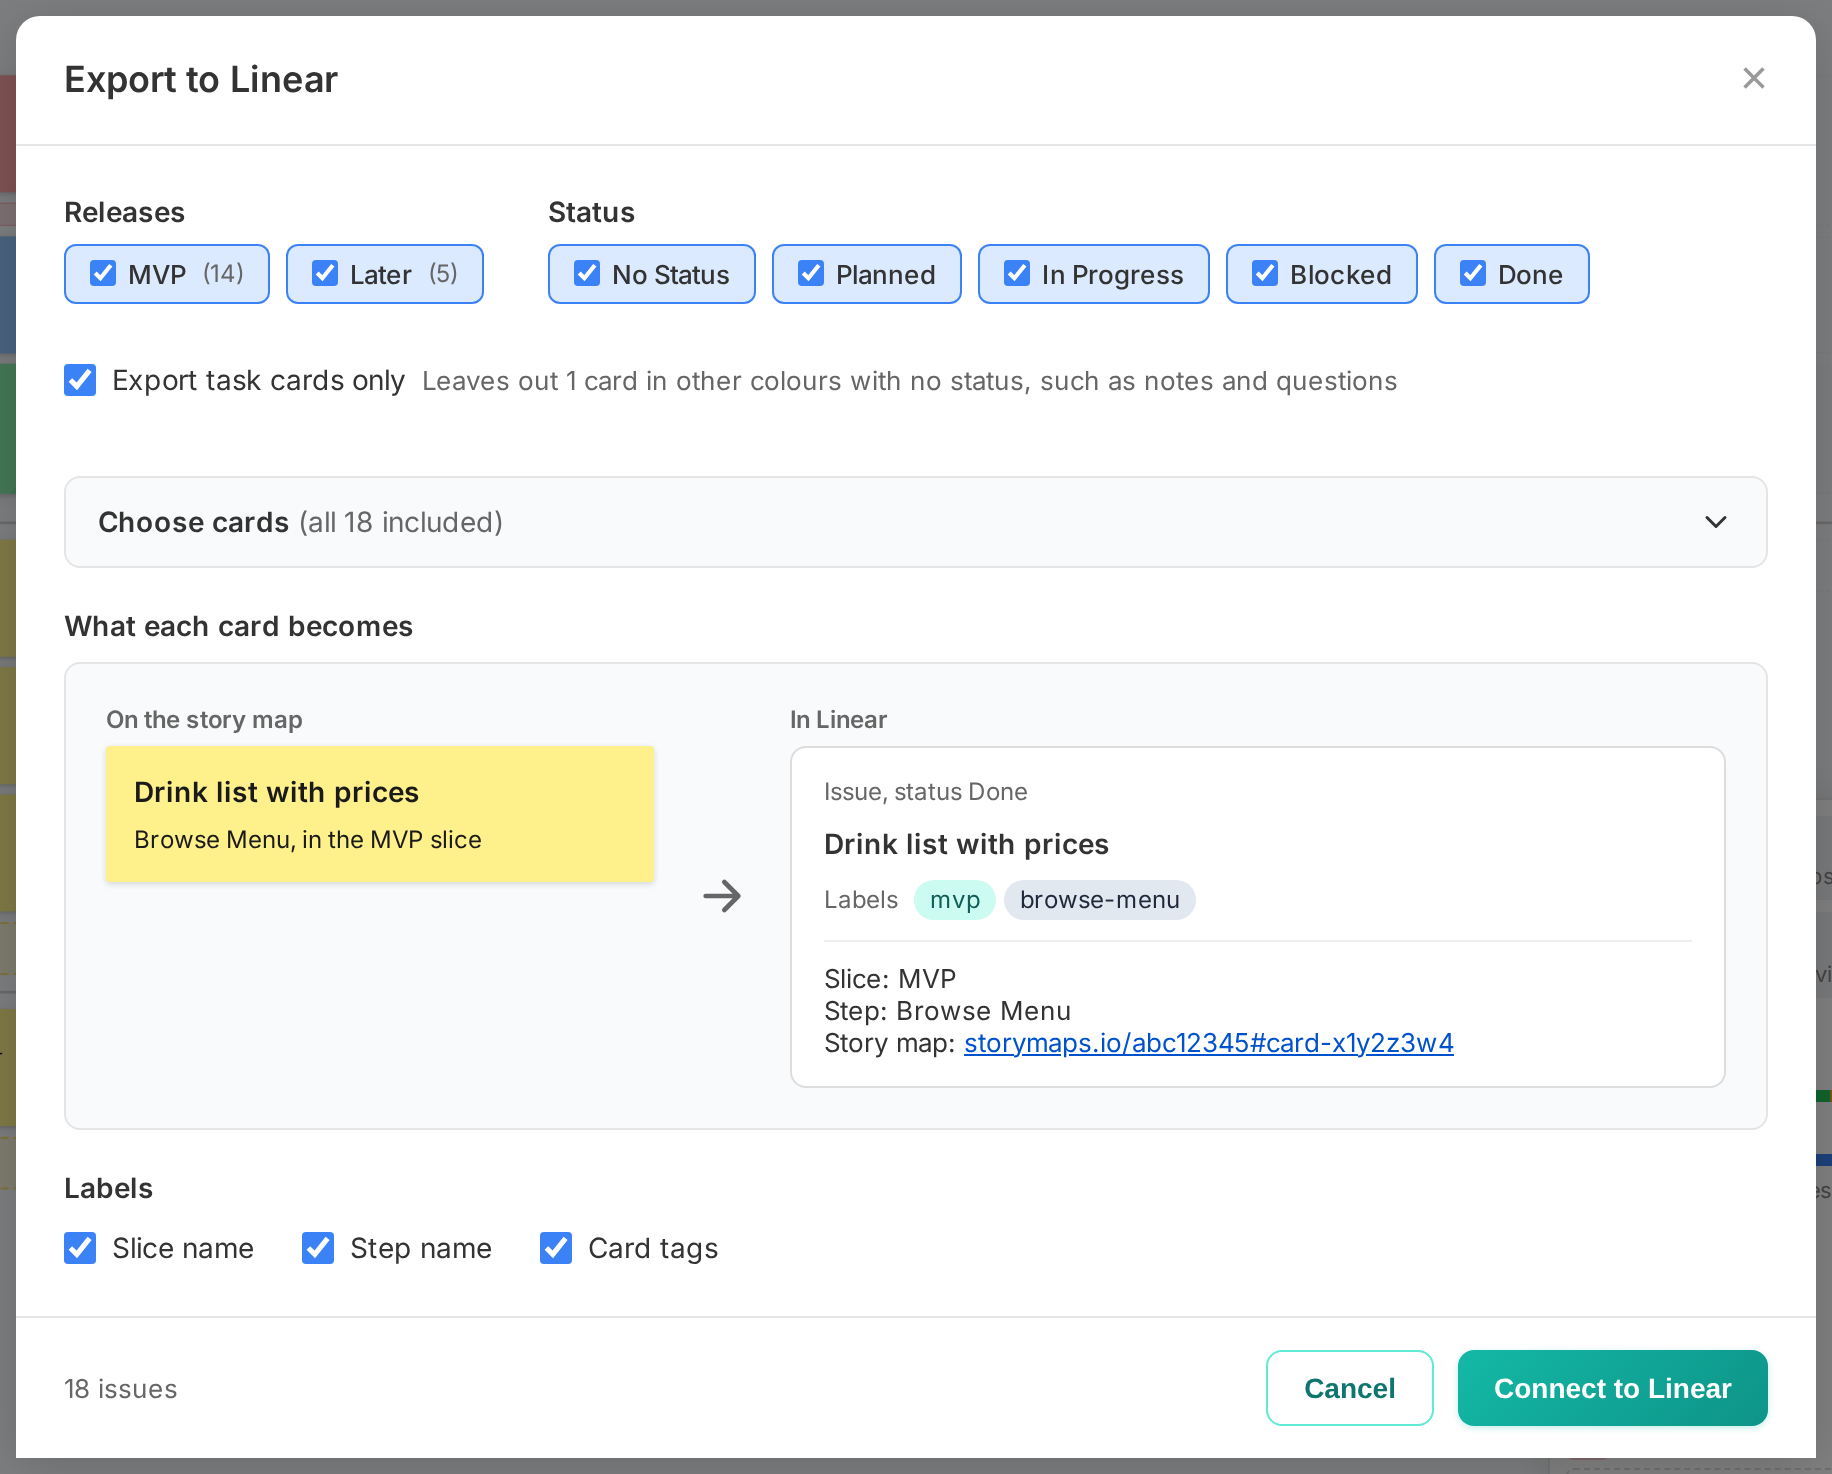 Export to Linear
Releases
Status
MVP (14)
Later (5)
No Status
Planned
In Progress
Blocked
Done
Export task cards only Leaves out 1 card in other colours with no status, such as notes and questions
Choose cards (all 18 included)
What each card becomes
On the story map
Drink list with prices
Browse Menu, in the MVP slice
In Linear
Issue, status Done
Drink list with prices
Labels mvp browse-menu
Slice: MVP
Step: Browse Menu
Story map: storymaps.io/abc12345#card-x1y2z3w4
Labels
Slice name
Step name
Card tags
18 issues
Cancel
Connect to Linear